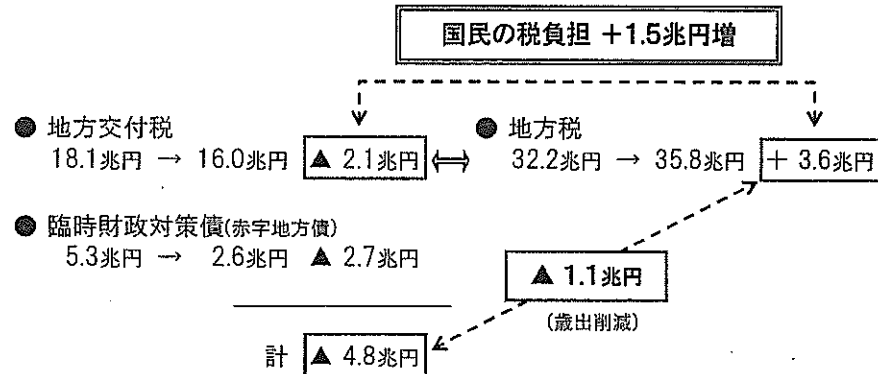 国民の税負担 +1.5兆円増
● 地方交付税
18.1兆円 → 16.0兆円 ▲ 2.1兆円 ⇔
● 地方税
32.2兆円 → 35.8兆円 + 3.6兆円
● 臨時財政対策債(赤字地方債)
5.3兆円 → 2.6兆円 ▲ 2.7兆円
▲ 1.1兆円
(歳出削減)
計 ▲ 4.8兆円